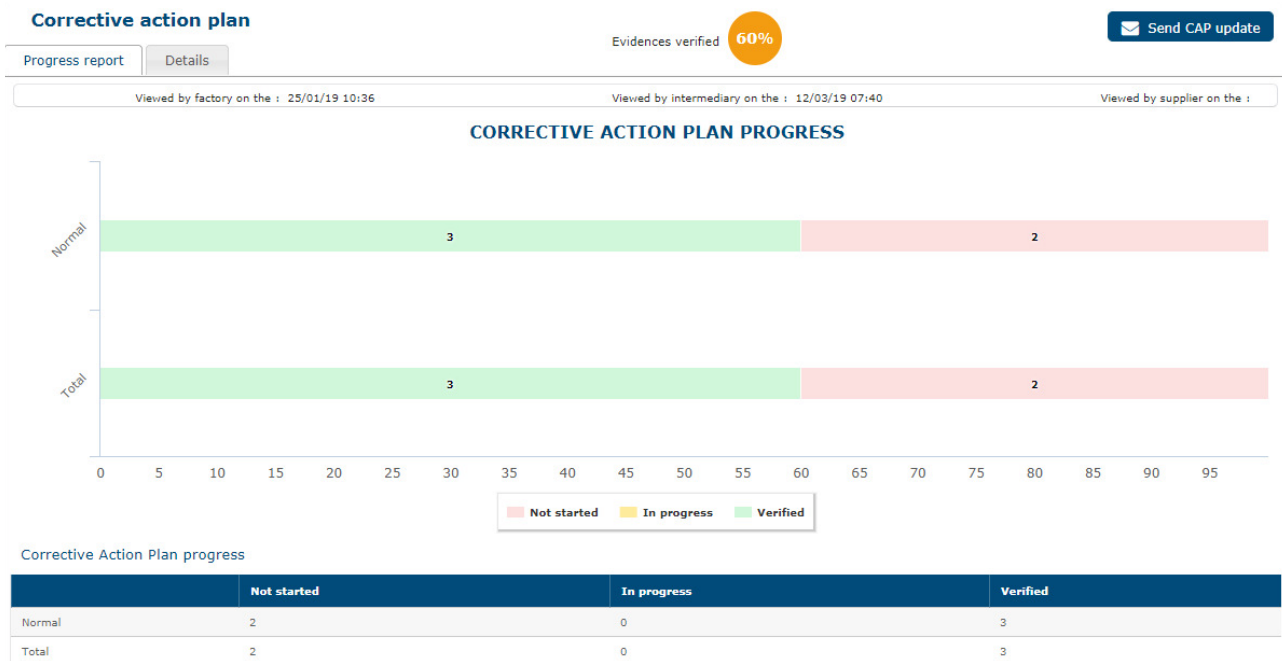 Corrective action plan
Evidences verified 60%
Send CAP update
Progress report Details
Viewed by factory on the : 25/01/19 10:36 Viewed by intermediary on the : 12/03/19 07:40 Viewed by supplier on the :
CORRECTIVE ACTION PLAN PROGRESS
Normal 3 2
Total 3 2
0 5 10 15 20 25 30 35 40 45 50 55 60 65 70 75 80 85 90 95
Not started In progress Verified
Corrective Action Plan progress
Not started In progress Verified
Normal 2 0 3
Total 2 0 3